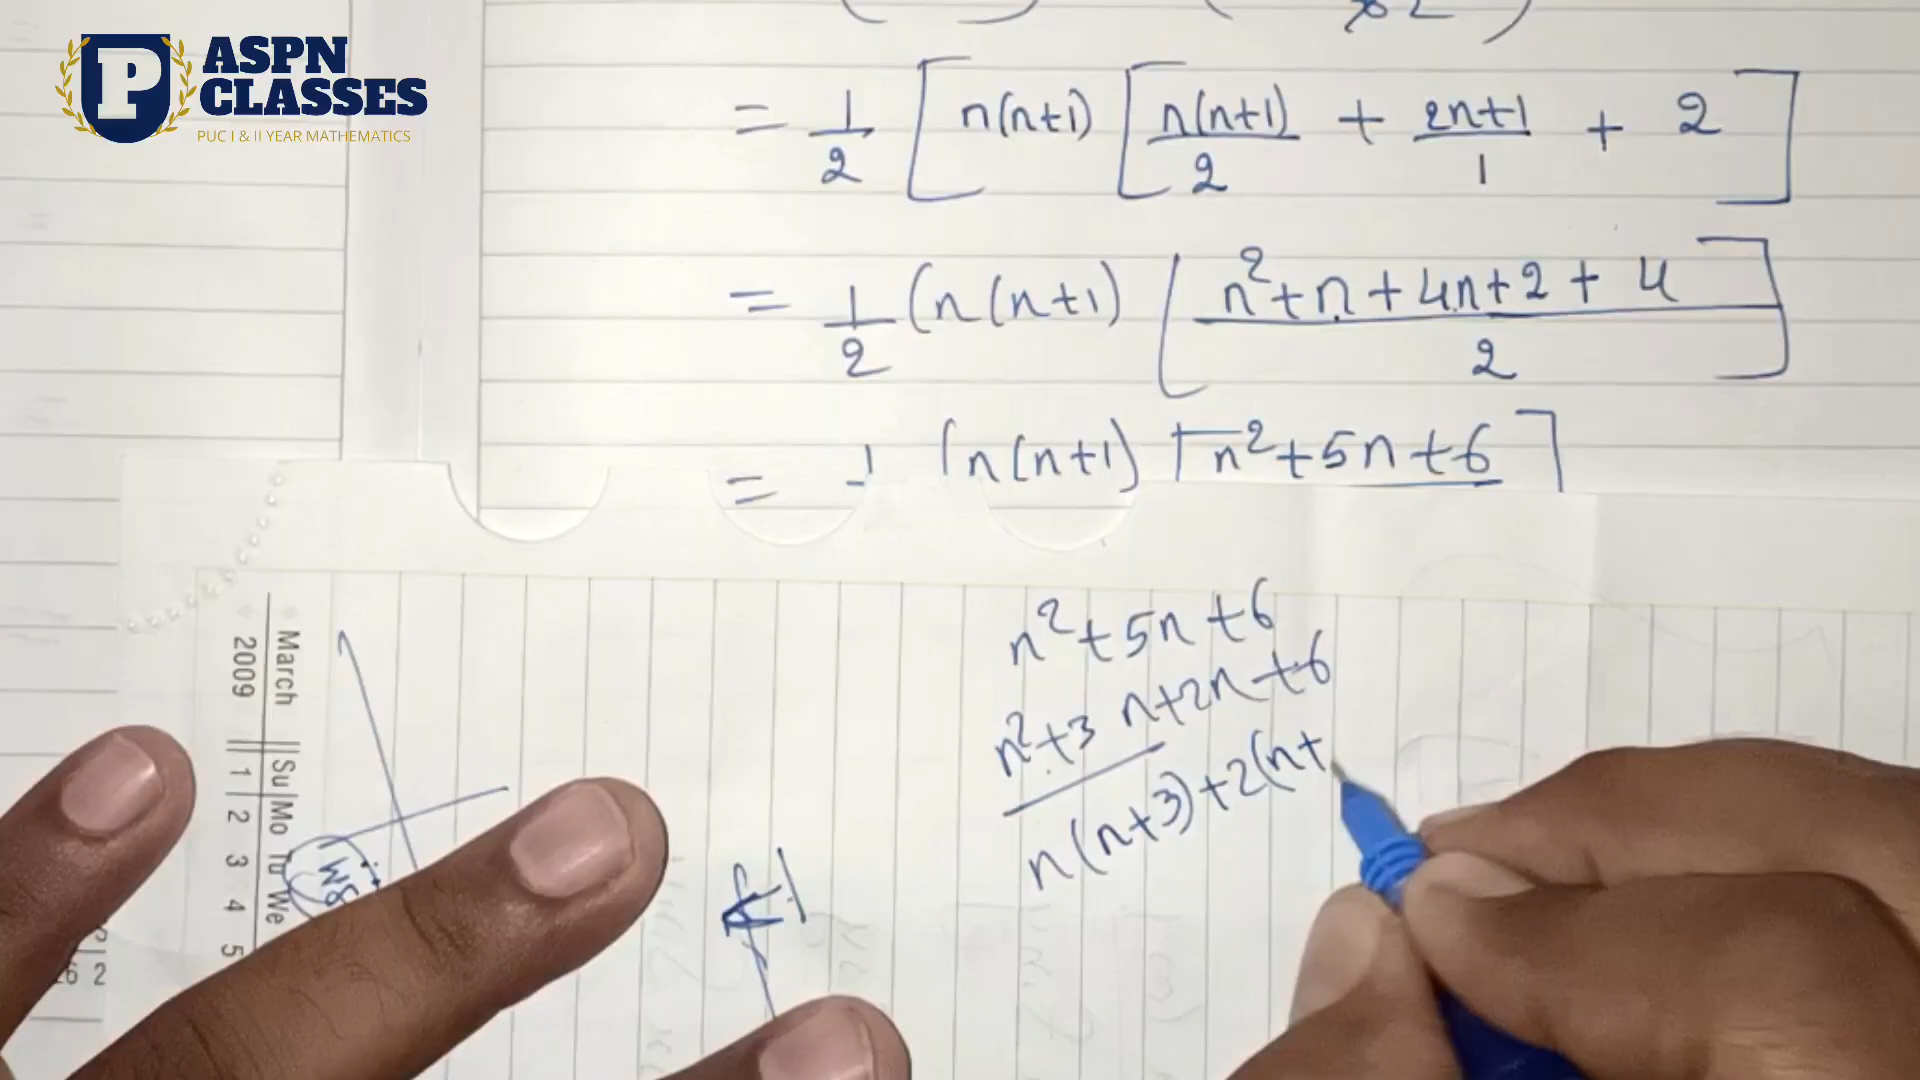 ASPN
CLASSES
PUC I & II YEAR MATHEMATICS
P
= 1/2 [ n(n+1) [ n(n+1)/2 + 2n+1/1 + 2 ]
= 1/2 (n(n+1) [ n²+n+4n+2+4 / 2 ]
= 1 (n(n+1) [ n²+5n+6 ]
n²+5n+6
n²+3n+2n+6
n(n+3)+2(n+
March
2009
Su Mo Tu We
1 2 3 4 5